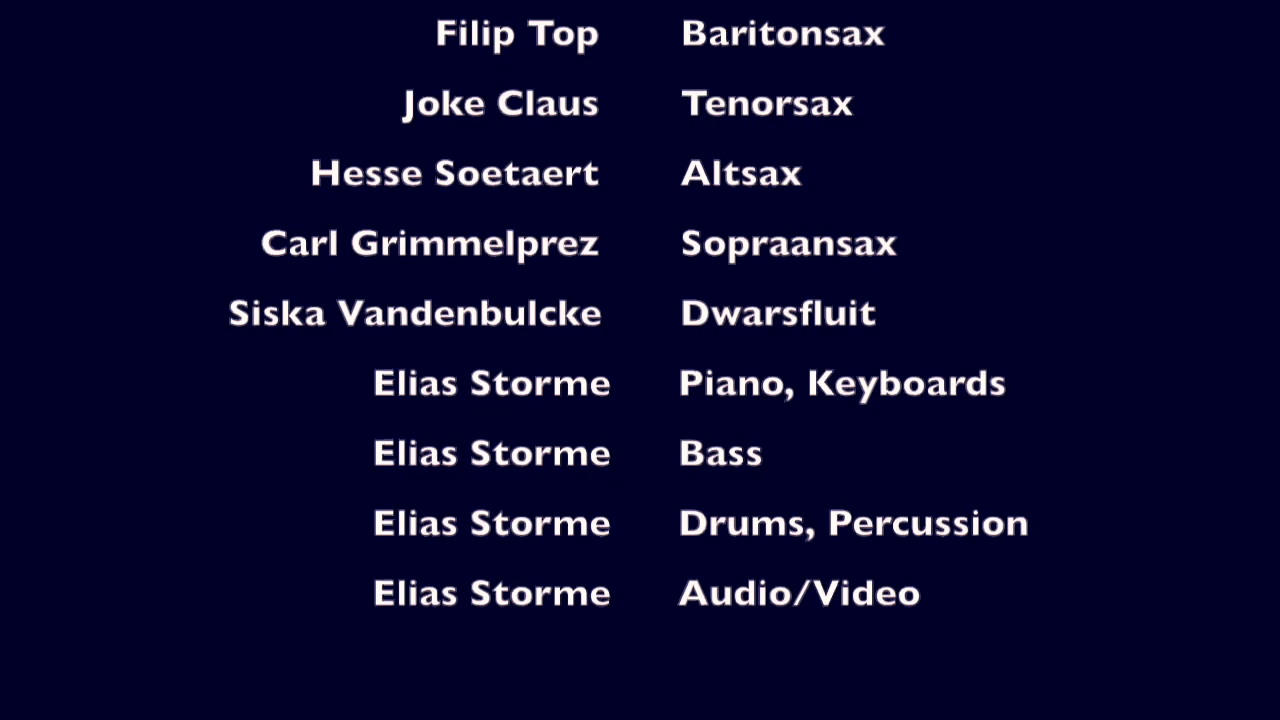 Filip Top Baritonsax
Joke Claus Tenorsax
Hesse Soetaert Altsax
Carl Grimmelprez Sopraansax
Siska Vandenbulcke Dwarsfluit
Elias Storme Piano, Keyboards
Elias Storme Bass
Elias Storme Drums, Percussion
Elias Storme Audio/Video